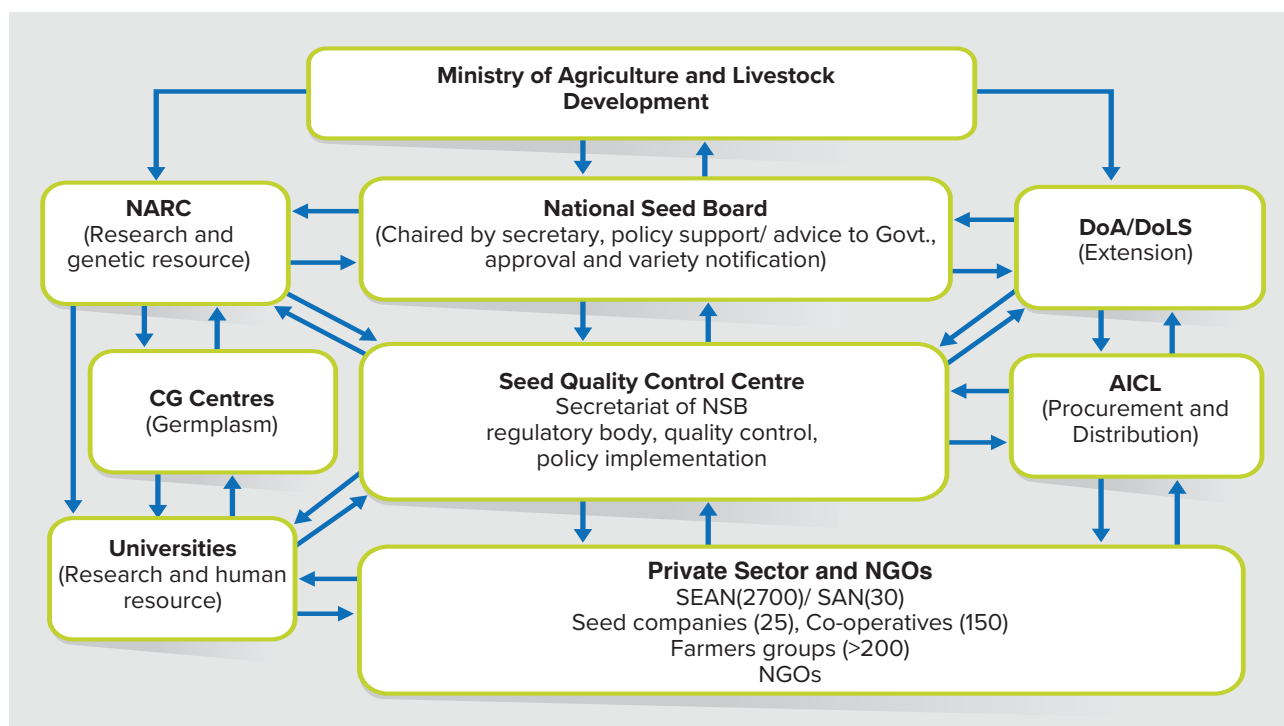 Ministry of Agriculture and Livestock
Development
NARC
(Research and
genetic resource)
National Seed Board
(Chaired by secretary, policy support/ advice to Govt.,
approval and variety notification)
DoA/DoLS
(Extension)
CG Centres
(Germplasm)
Seed Quality Control Centre
Secretariat of NSB
regulatory body, quality control,
policy implementation
AICL
(Procurement and
Distribution)
Universities
(Research and human
resource)
Private Sector and NGOs
SEAN(2700)/ SAN(30)
Seed companies (25), Co-operatives (150)
Farmers groups (>200)
NGOs